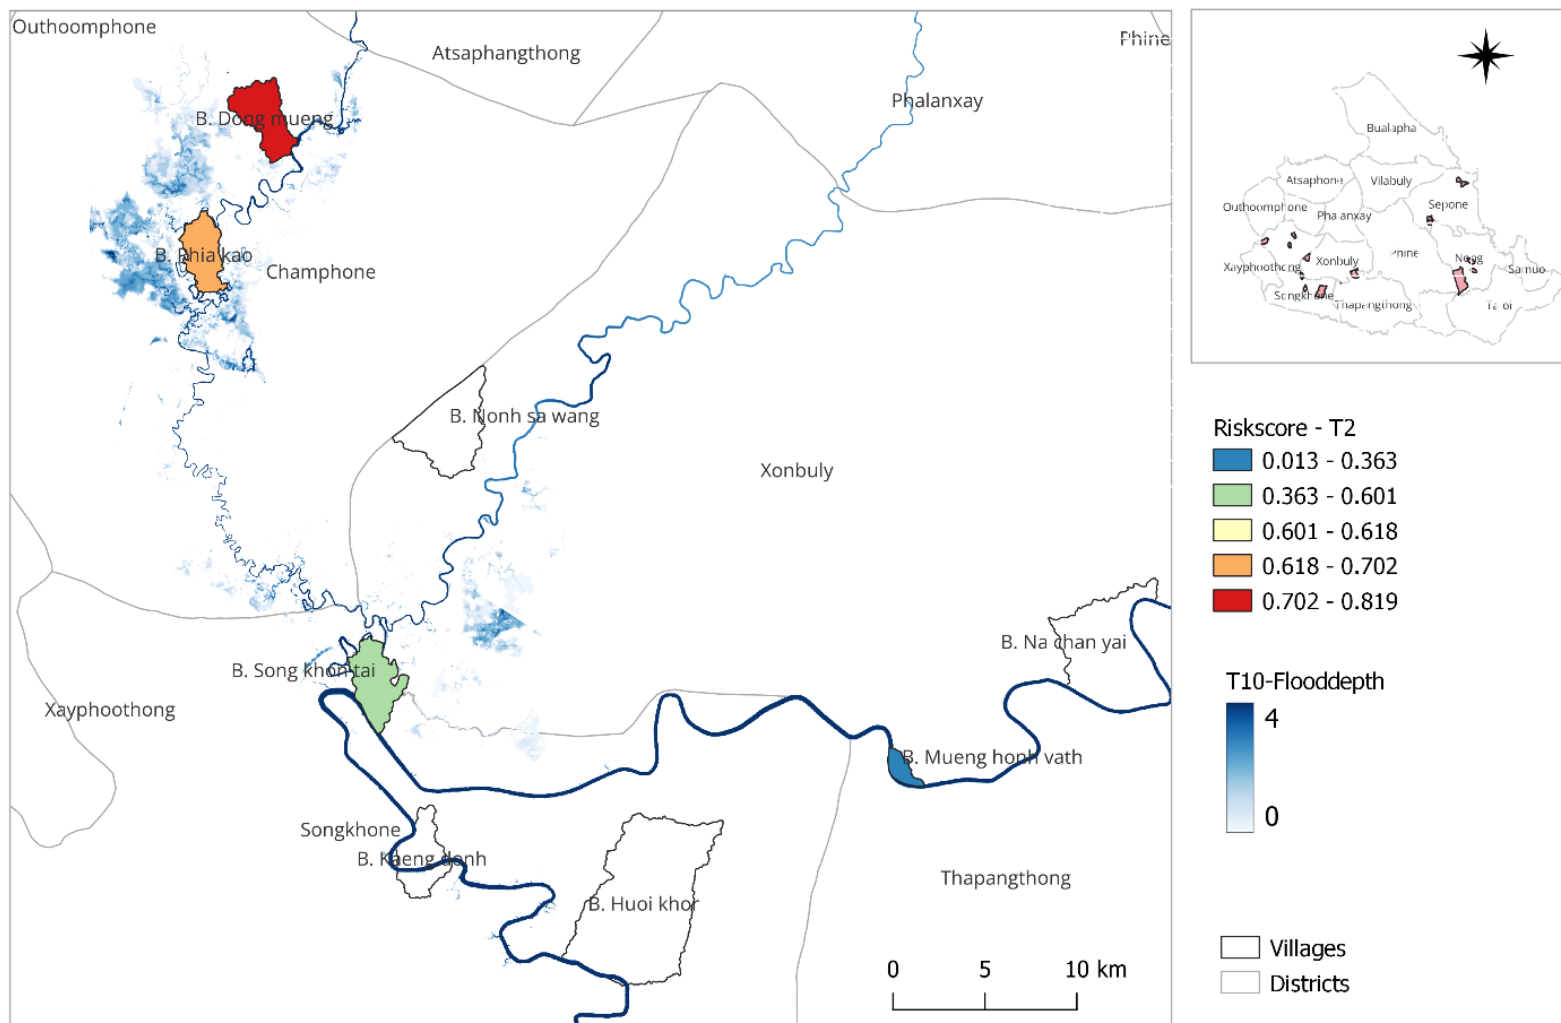 Outhoomphone
Atsaphangthong
Phine
Phalanxay
B. Dong mueng
B. Phia kao
Champhone
B. Nonh sa wang
Xonbuly
B. Na chan yai
B. Song khon tai
Xayphoothong
B. Mueng honh vath
Songkhone
B. Kaeng donh
B. Huoi khor
Thapangthong
0 5 10 km
Bualapha
Atsaphone Vilabuly
Outhoomphone Sepone
Pha anxay
Xayphoothong Xonbuly Nong
Samuo
Songkhone
Riskscore - T2
0.013 - 0.363
0.363 - 0.601
0.601 - 0.618
0.618 - 0.702
0.702 - 0.819
T10-Flooddepth
4
0
Villages
Districts